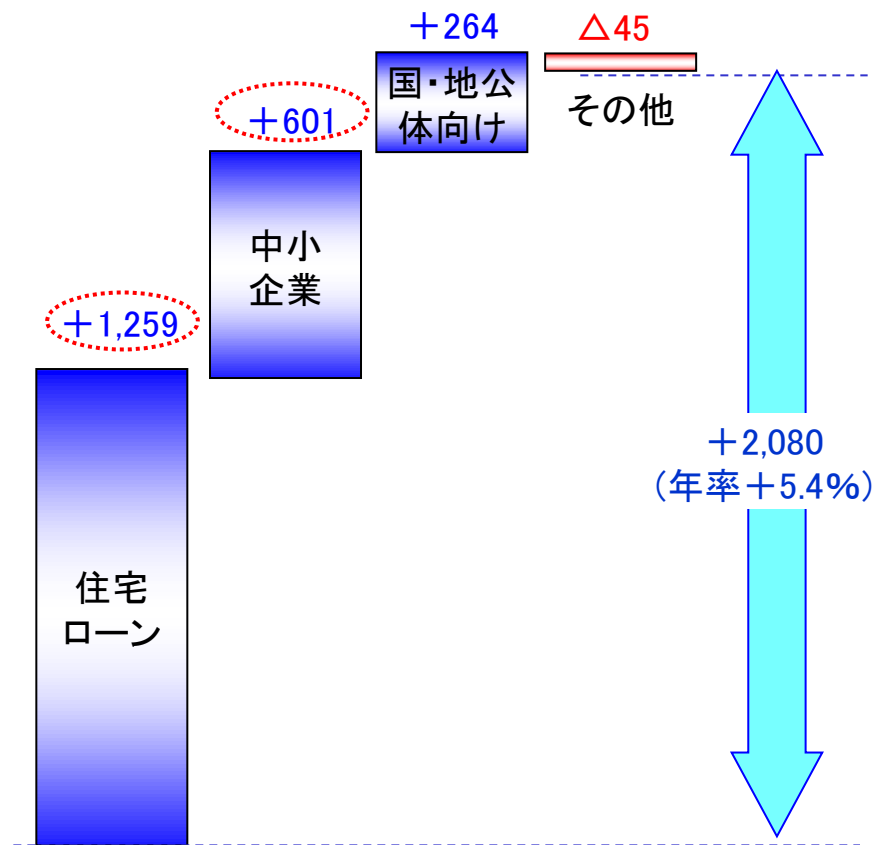 +264
△45
国・地公
体向け
その他
+601
中小
企業
+1,259
+2,080
(年率+5.4%)
住宅
ローン